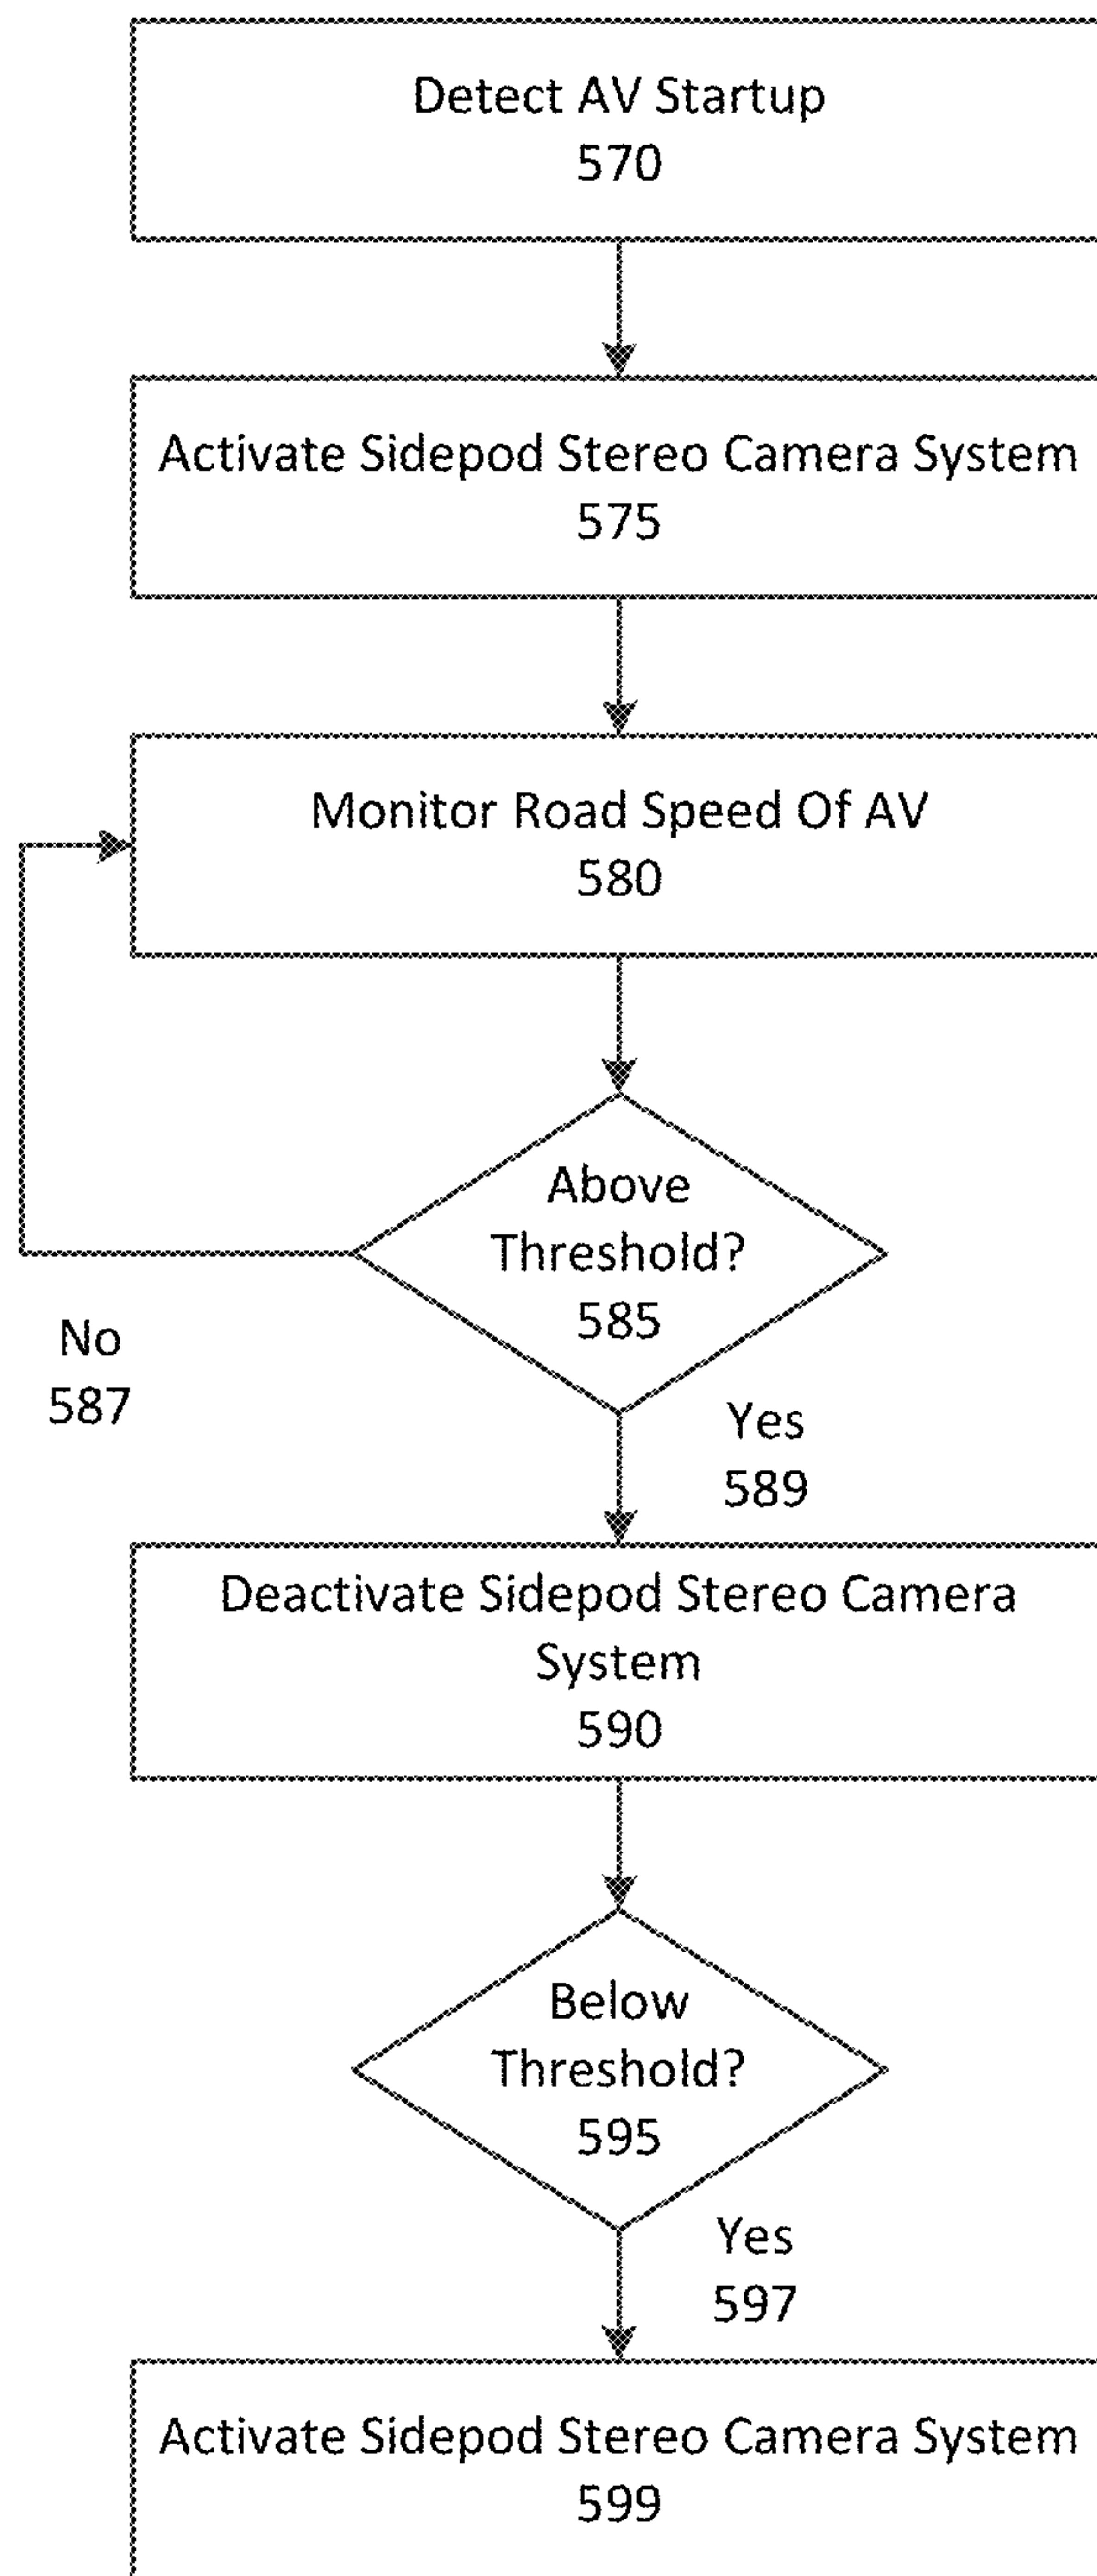 Detect AV Startup
570
Activate Sidepod Stereo Camera System
575
Monitor Road Speed Of AV
580
Above
Threshold?
585
No
587
Yes
589
Deactivate Sidepod Stereo Camera
System
590
Below
Threshold?
595
Yes
597
Activate Sidepod Stereo Camera System
599